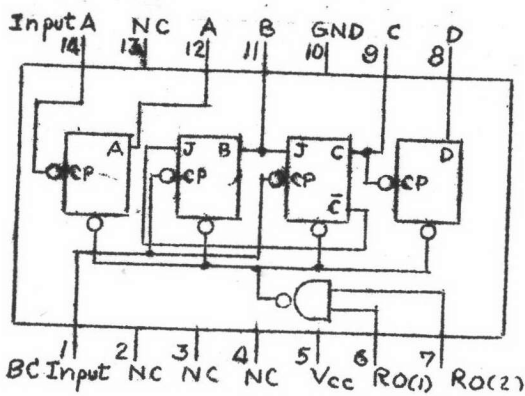 Input A NC A B GND C D
14 13 12 11 10 9 8
A J B J C D
CP CP CP CP
C̅
1 2 3 4 5 6 7
BC Input NC NC NC Vcc RO(1) RO(2)